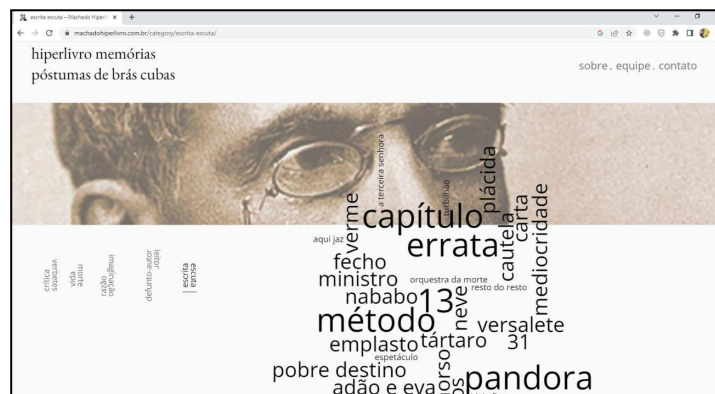 escrita escuta – Machado Hiperli
machadohiperlivro.com.br/category/escrita-escuta/
hiperlivro memórias
póstumas de brás cubas
sobre . equipe . contato
crítica
verbetes
vida
morte
razão
imaginação
defunto-autor
leitor
escrita
escuta
a terceira senhora
turbilhão
plácida
verme
capítulo
carta
aqui jaz
errata
cautela
mediocridade
fecho
ministro
orquestra da morte
resto do resto
nababo
13
neve
método
versalete
emplasto
tártaro
31
espetáculo
pobre destino
pandora
adão e eva